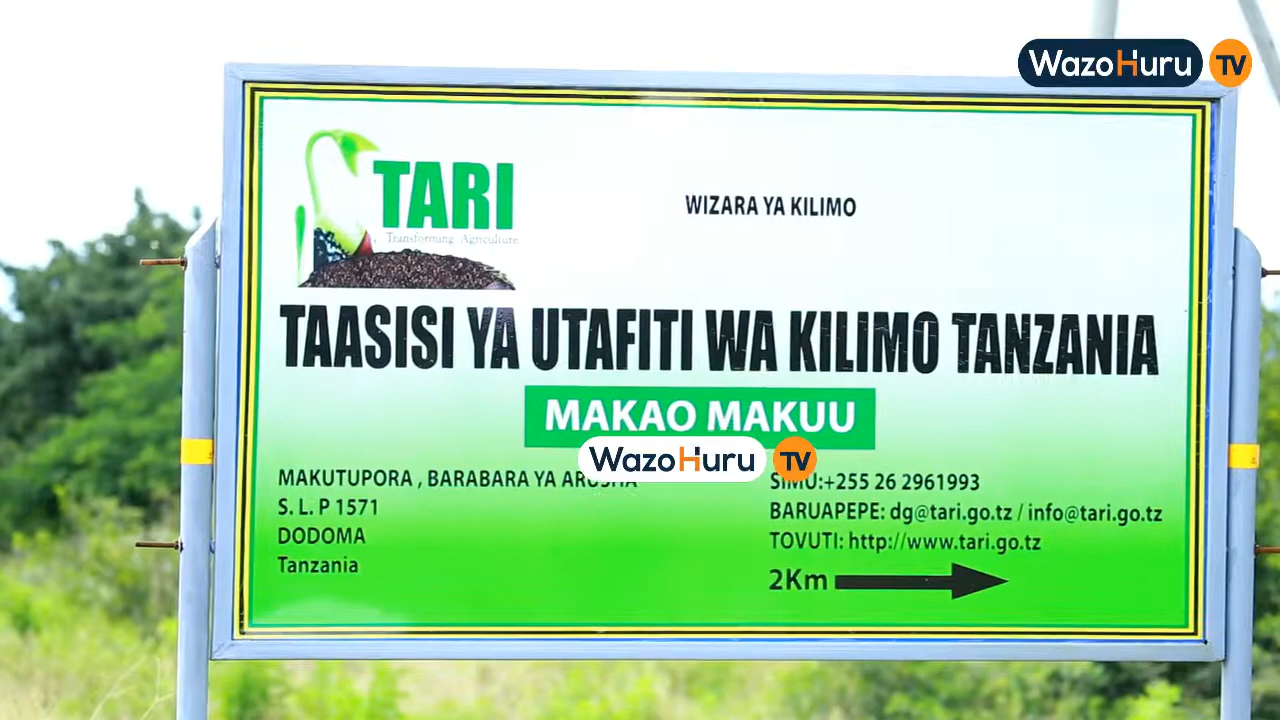 WazoHuru TV
TARI
Transforming Agriculture
WIZARA YA KILIMO
TAASISI YA UTAFITI WA KILIMO TANZANIA
MAKAO MAKUU
WazoHuru TV
MAKUTUPORA , BARABARA YA ARUSHA
S. L. P 1571
DODOMA
Tanzania
SIMU:+255 26 2961993
BARUAPEPE: dg@tari.go.tz / info@tari.go.tz
TOVUTI: http://www.tari.go.tz
2Km